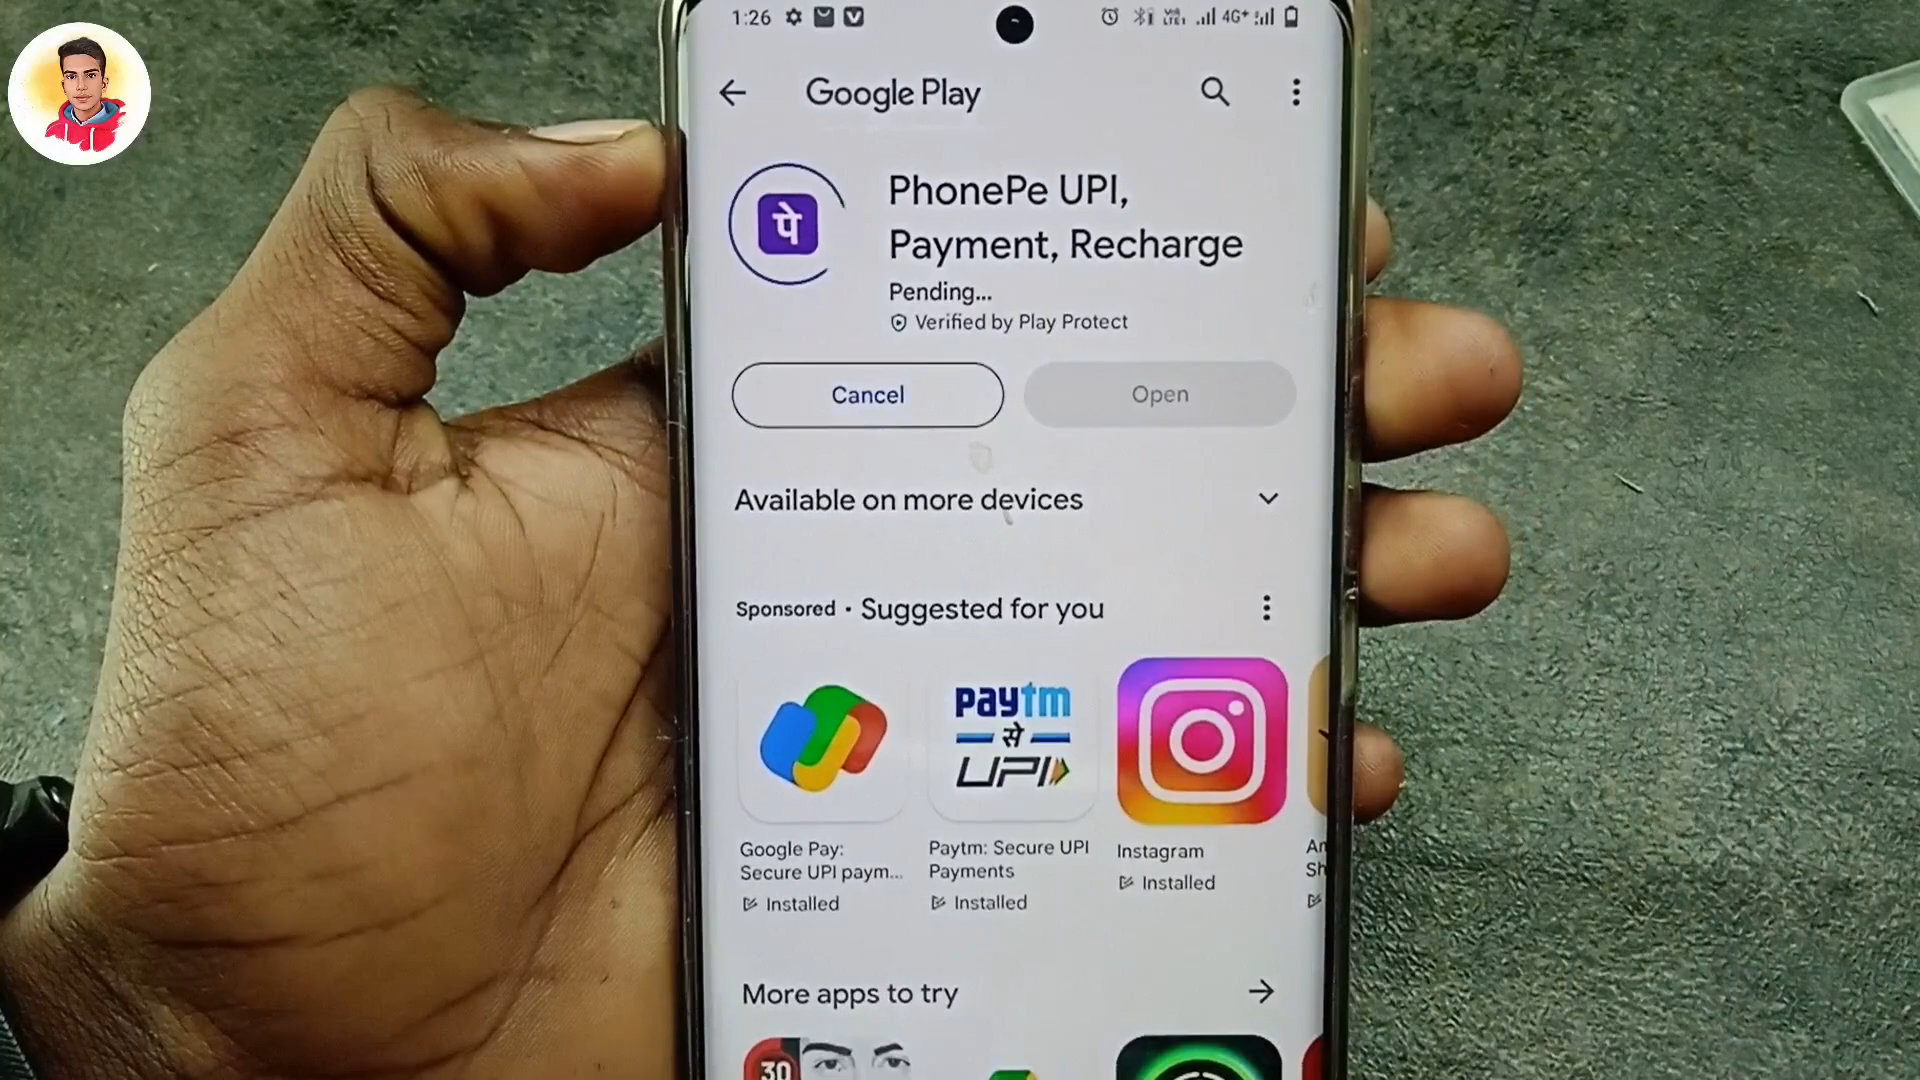 1:26
4G+
Google Play
पे
PhonePe UPI,
Payment, Recharge
Pending...
Verified by Play Protect
Cancel
Open
Available on more devices
Sponsored • Suggested for you
paytm
से
UPI
Google Pay:
Secure UPI paym...
Installed
Paytm: Secure UPI
Payments
Installed
Instagram
Installed
An
Sh
More apps to try
30